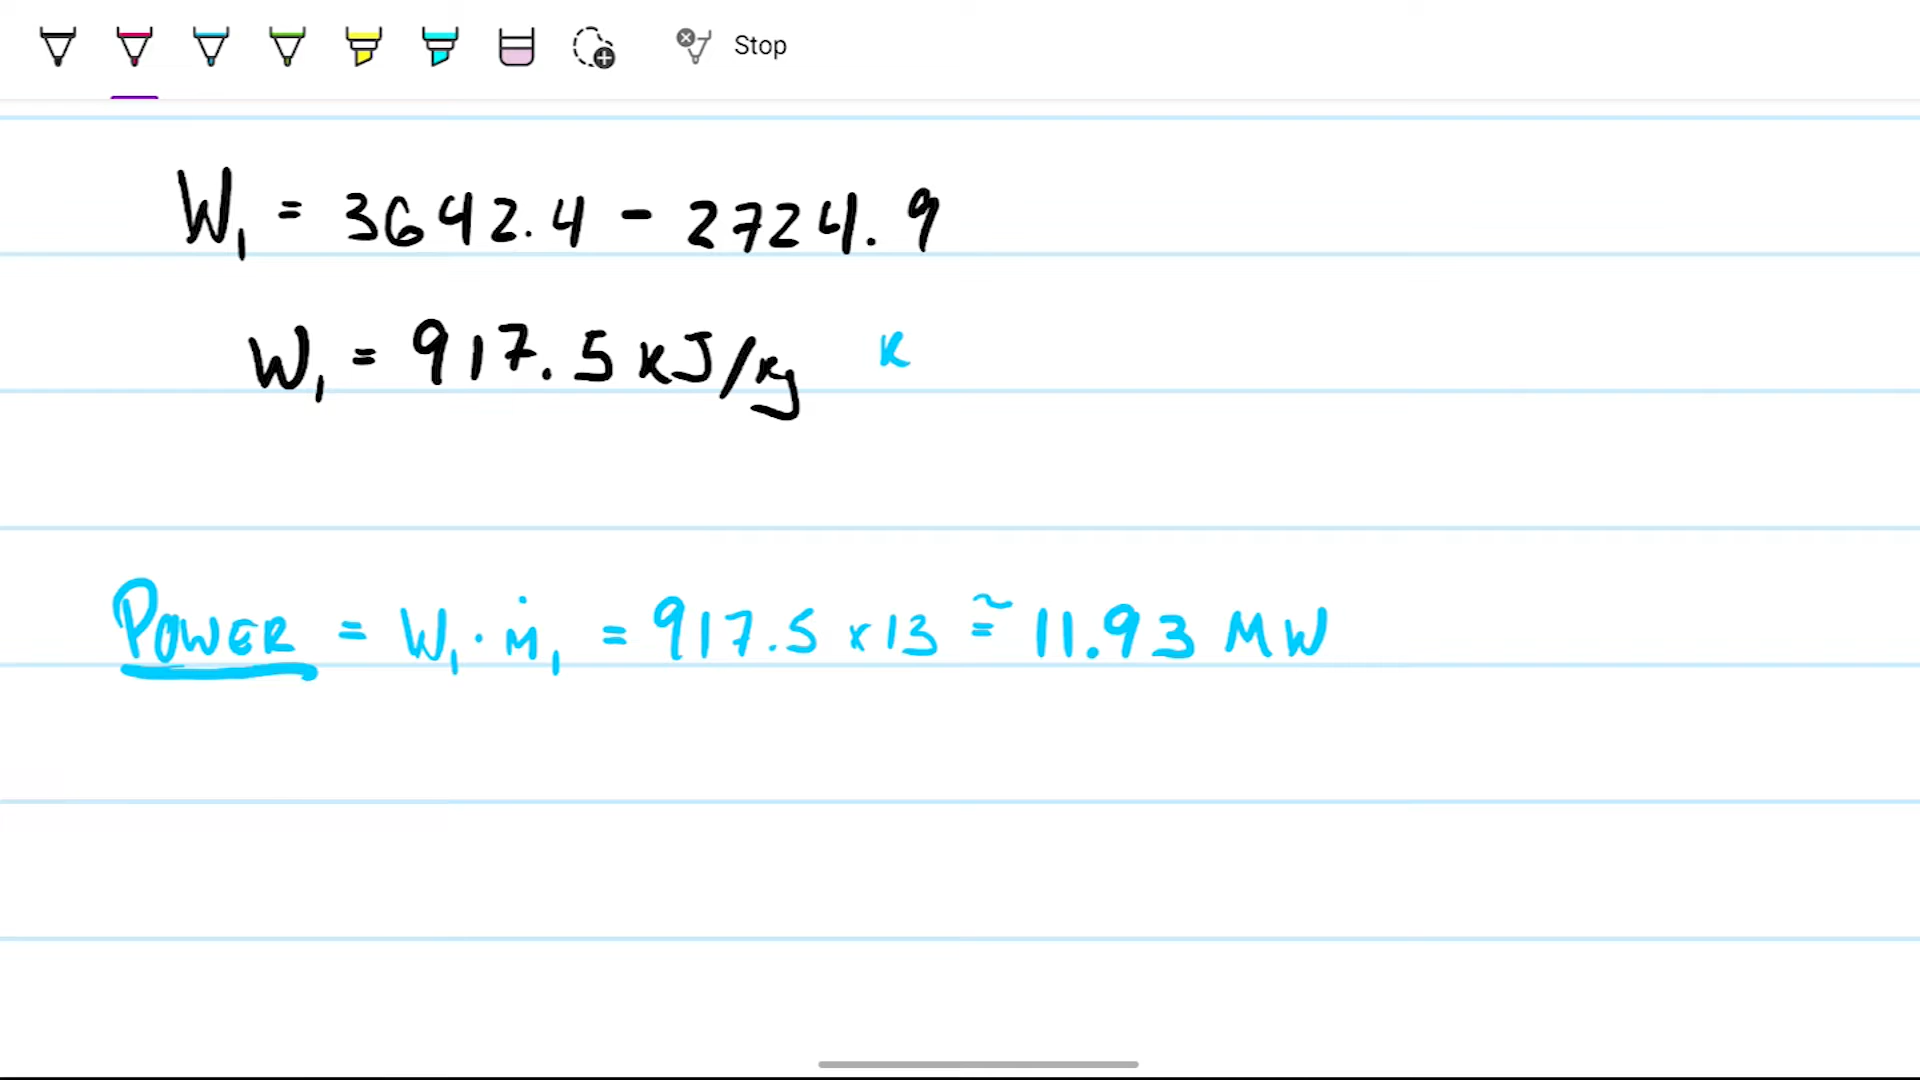 Stop
W₁ = 3642.4 - 2724.9
W₁ = 917.5 kJ/kg K
POWER = W₁ · ṁ₁ = 917.5 x 13 ≅ 11.93 MW